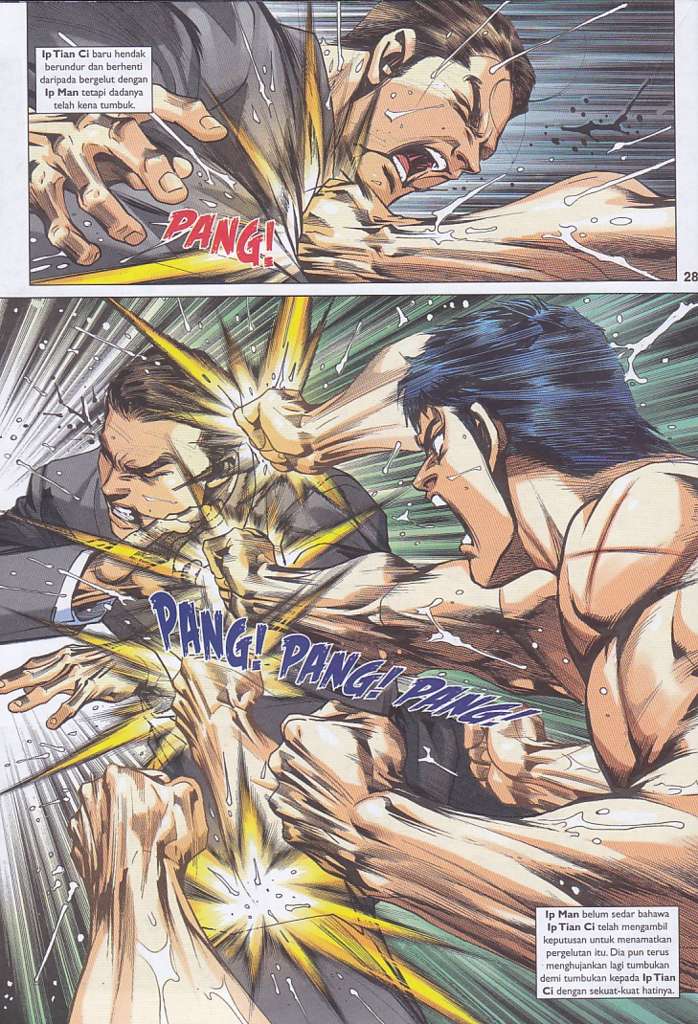 Ip Tian Ci baru hendak
berundur dan berhenti
daripada bergelut dengan
Ip Man tetapi dadanya
telah kena tumbuk.
PANG!
28
PANG! PANG! PANG!
Ip Man belum sedar bahawa
Ip Tian Ci telah mengambil
keputusan untuk menamatkan
pergelutan itu. Dia pun terus
menghujankan lagi tumbukan
demi tumbukan kepada Ip Tian
Ci dengan sekuat-kuat hatinya.